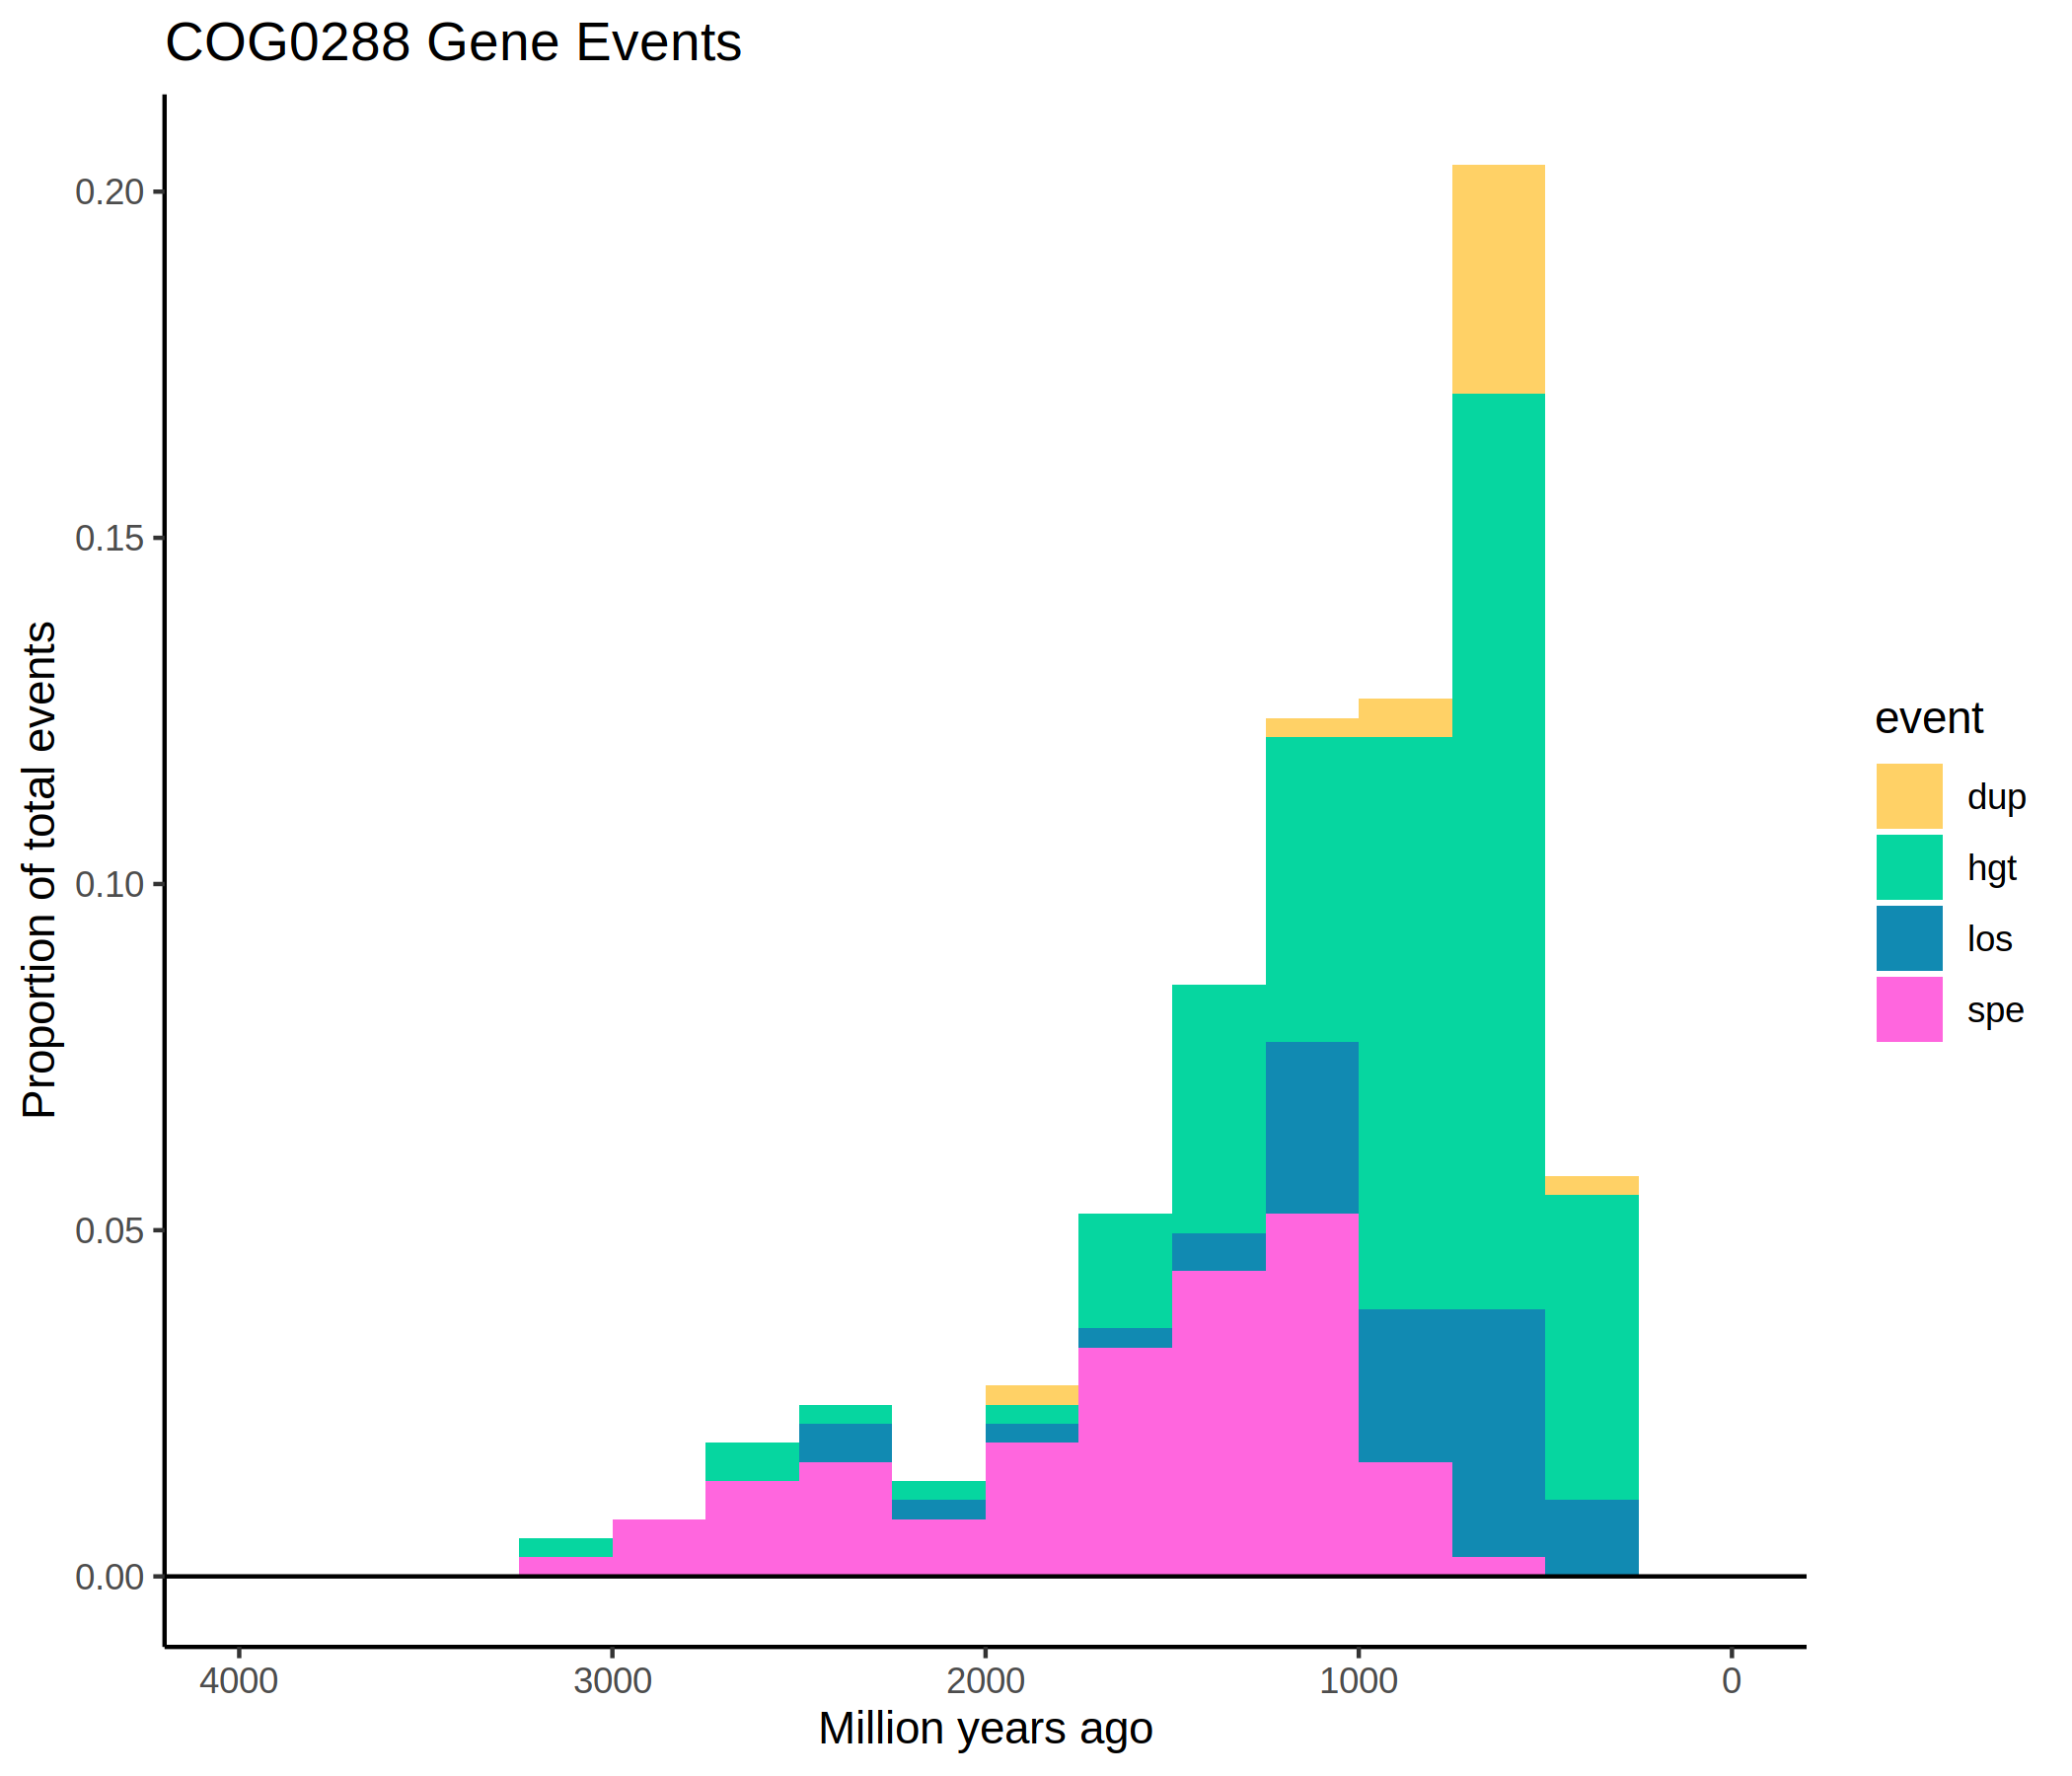 COG0288 Gene Events
Proportion of total events
0.20
0.15
0.10
0.05
0.00
4000 3000 2000 1000 0
Million years ago
event
dup
hgt
los
spe